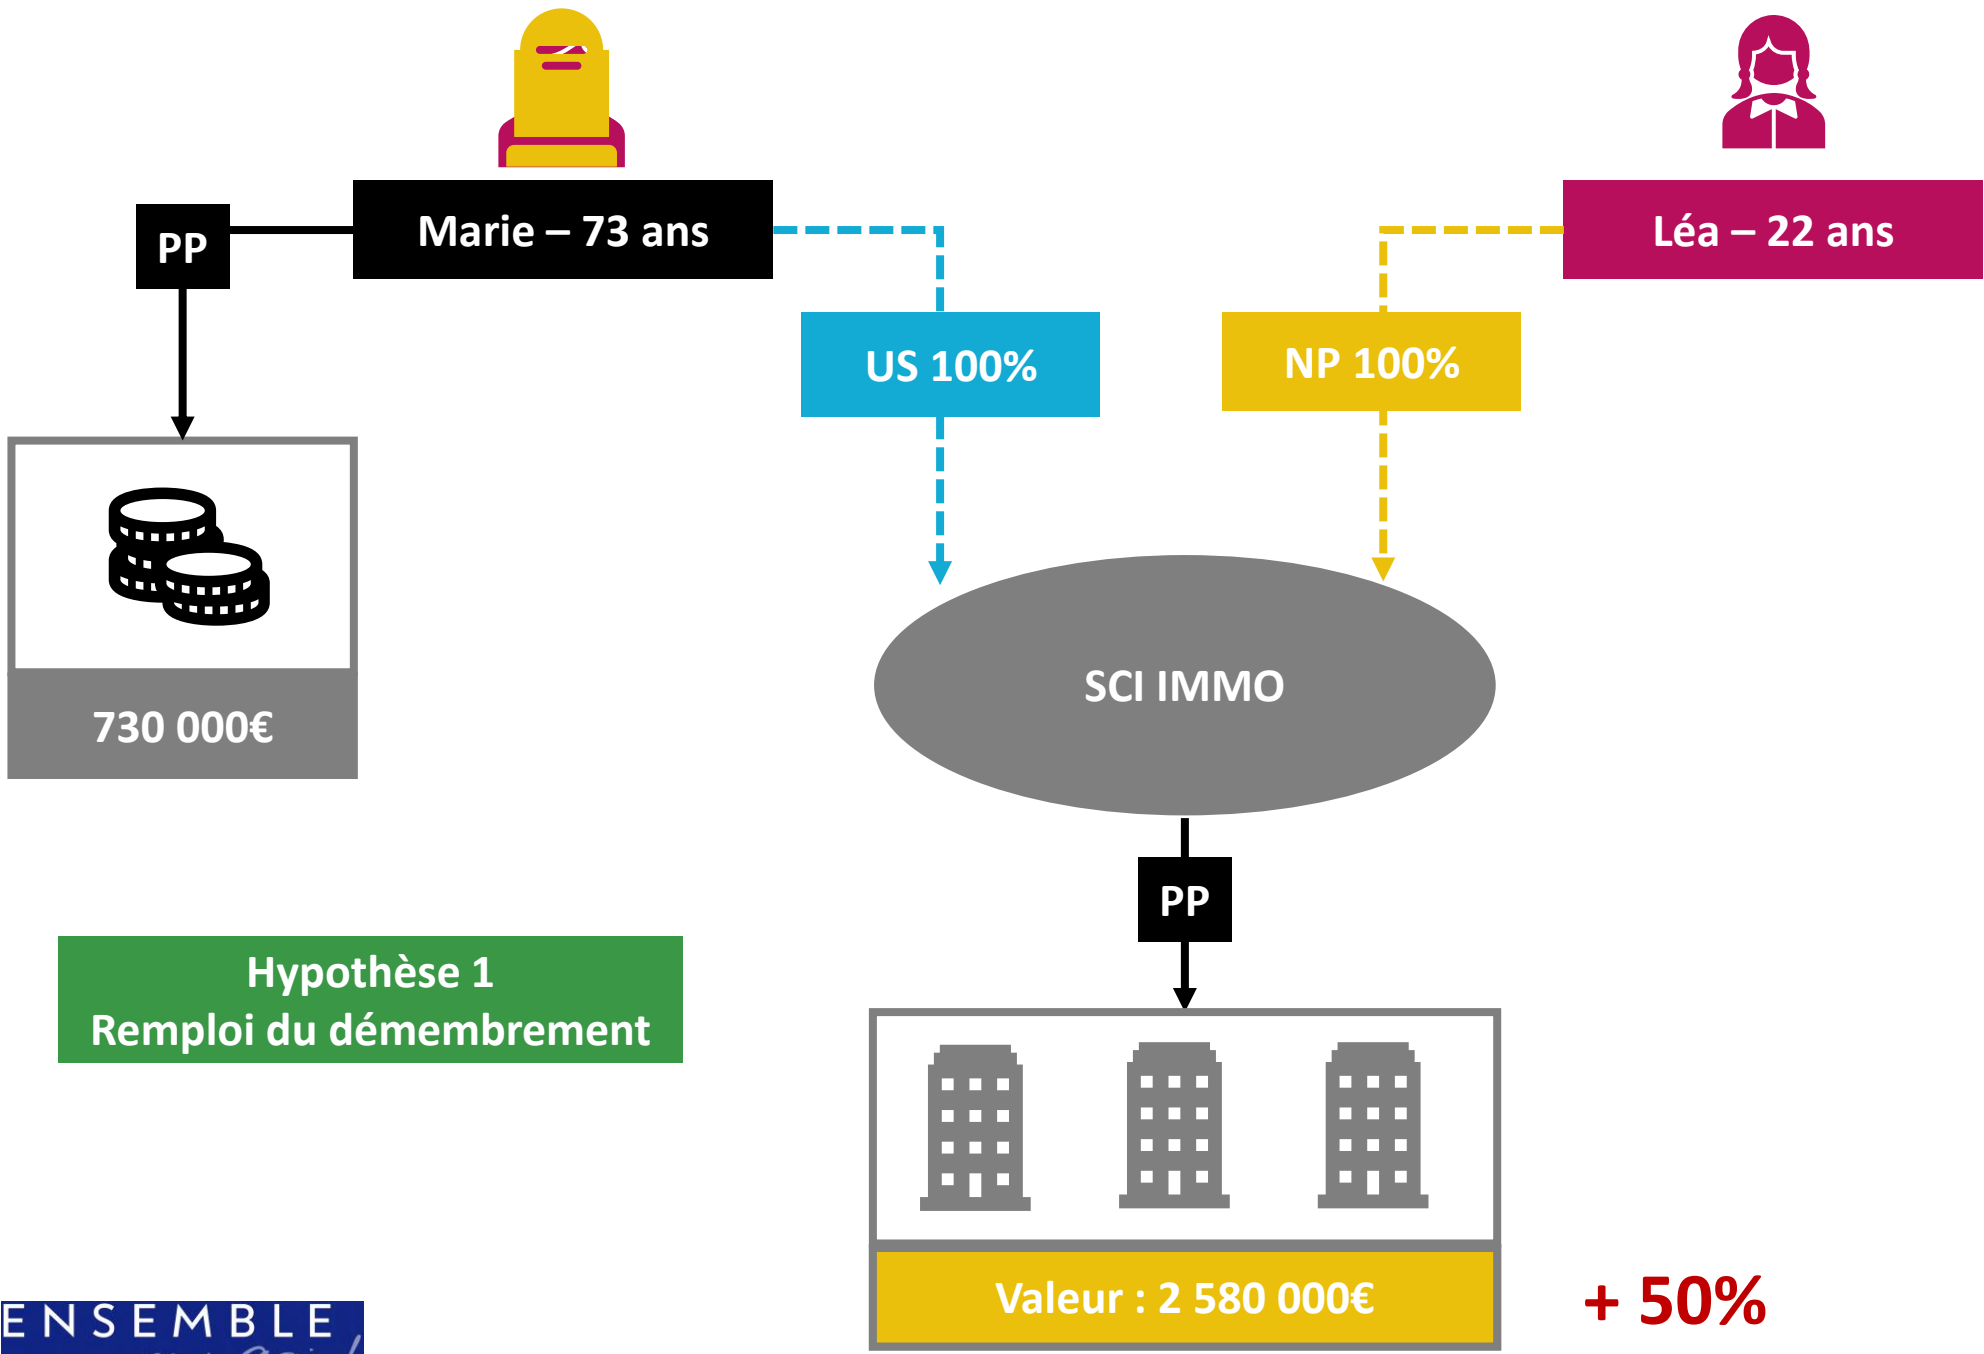 Marie – 73 ans
Léa – 22 ans
PP
US 100%
NP 100%
730 000€
SCI IMMO
PP
Hypothèse 1
Remploi du démembrement
Valeur : 2 580 000€
+ 50%
ENSEMBLE